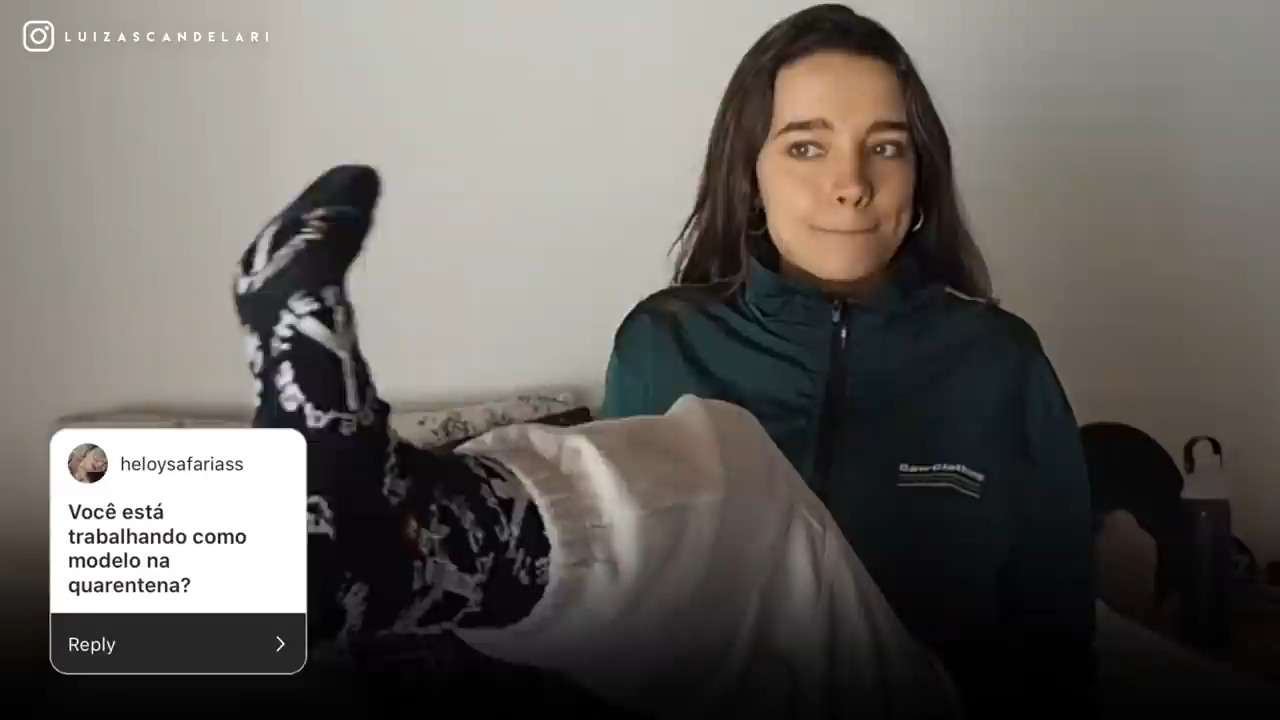 LUIZASCANDELARI
heloysafariass
Você está
trabalhando como
modelo na
quarentena?
Reply